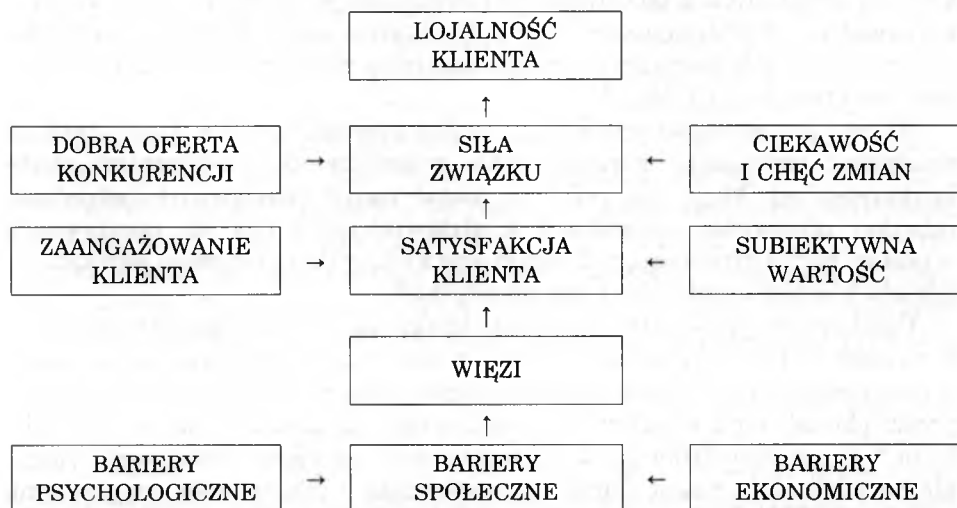 LOJALNOŚĆ
KLIENTA
↑
DOBRA OFERTA
KONKURENCJI
→
SIŁA
ZWIĄZKU
←
CIEKAWOŚĆ
I CHĘĆ ZMIAN
↑
ZAANGAŻOWANIE
KLIENTA
→
SATYSFAKCJA
KLIENTA
←
SUBIEKTYWNA
WARTOŚĆ
↑
WIĘZI
↑
BARIERY
PSYCHOLOGICZNE
→
BARIERY
SPOŁECZNE
←
BARIERY
EKONOMICZNE